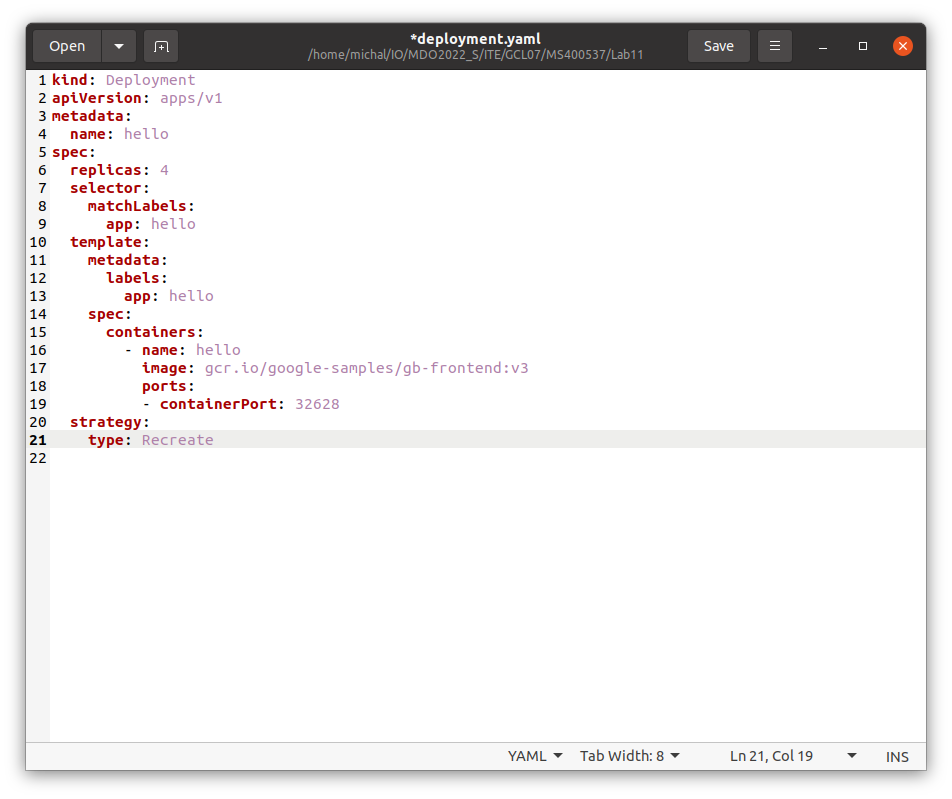 Open
*deployment.yaml
/home/michal/IO/MDO2022_S/ITE/GCL07/MS400537/Lab11
Save
1 kind: Deployment
2 apiVersion: apps/v1
3 metadata:
4   name: hello
5 spec:
6   replicas: 4
7   selector:
8     matchLabels:
9       app: hello
10   template:
11     metadata:
12       labels:
13         app: hello
14     spec:
15       containers:
16         - name: hello
17           image: gcr.io/google-samples/gb-frontend:v3
18           ports:
19           - containerPort: 32628
20   strategy:
21     type: Recreate
22
YAML Tab Width: 8 Ln 21, Col 19 INS